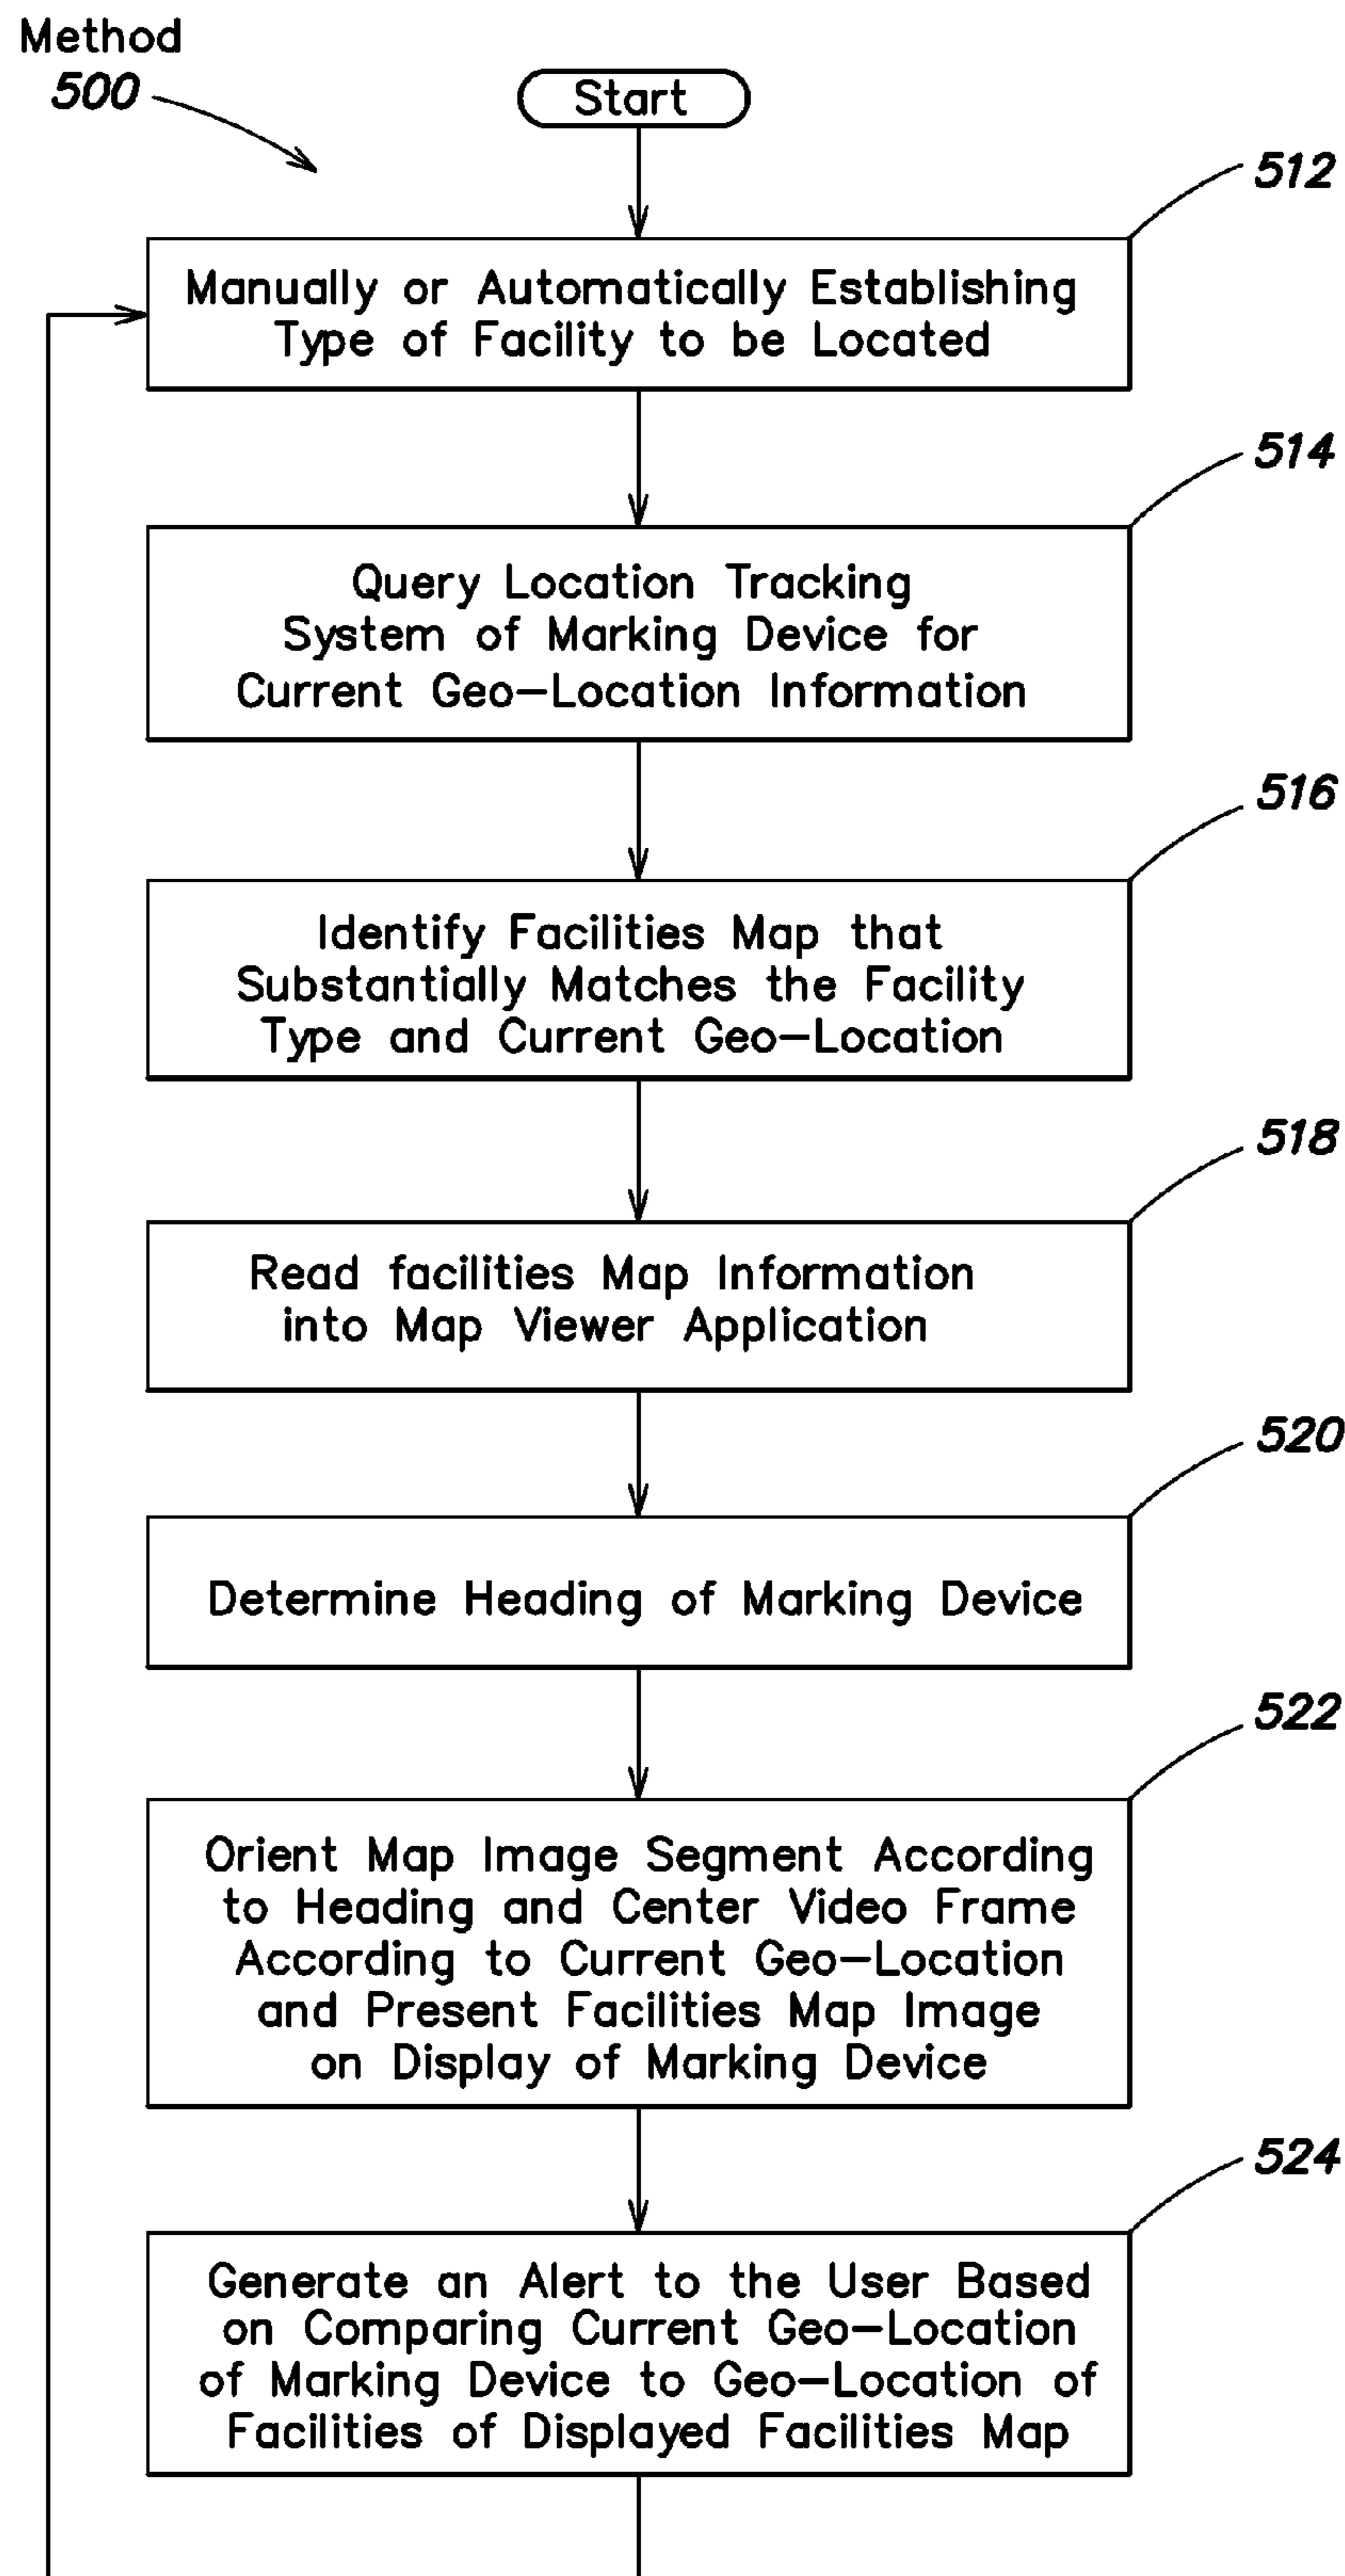 Method
500
Start
512
Manually or Automatically Establishing
Type of Facility to be Located
514
Query Location Tracking
System of Marking Device for
Current Geo-Location Information
516
Identify Facilities Map that
Substantially Matches the Facility
Type and Current Geo-Location
518
Read facilities Map Information
into Map Viewer Application
520
Determine Heading of Marking Device
522
Orient Map Image Segment According
to Heading and Center Video Frame
According to Current Geo-Location
and Present Facilities Map Image
on Display of Marking Device
524
Generate an Alert to the User Based
on Comparing Current Geo-Location
of Marking Device to Geo-Location of
Facilities of Displayed Facilities Map